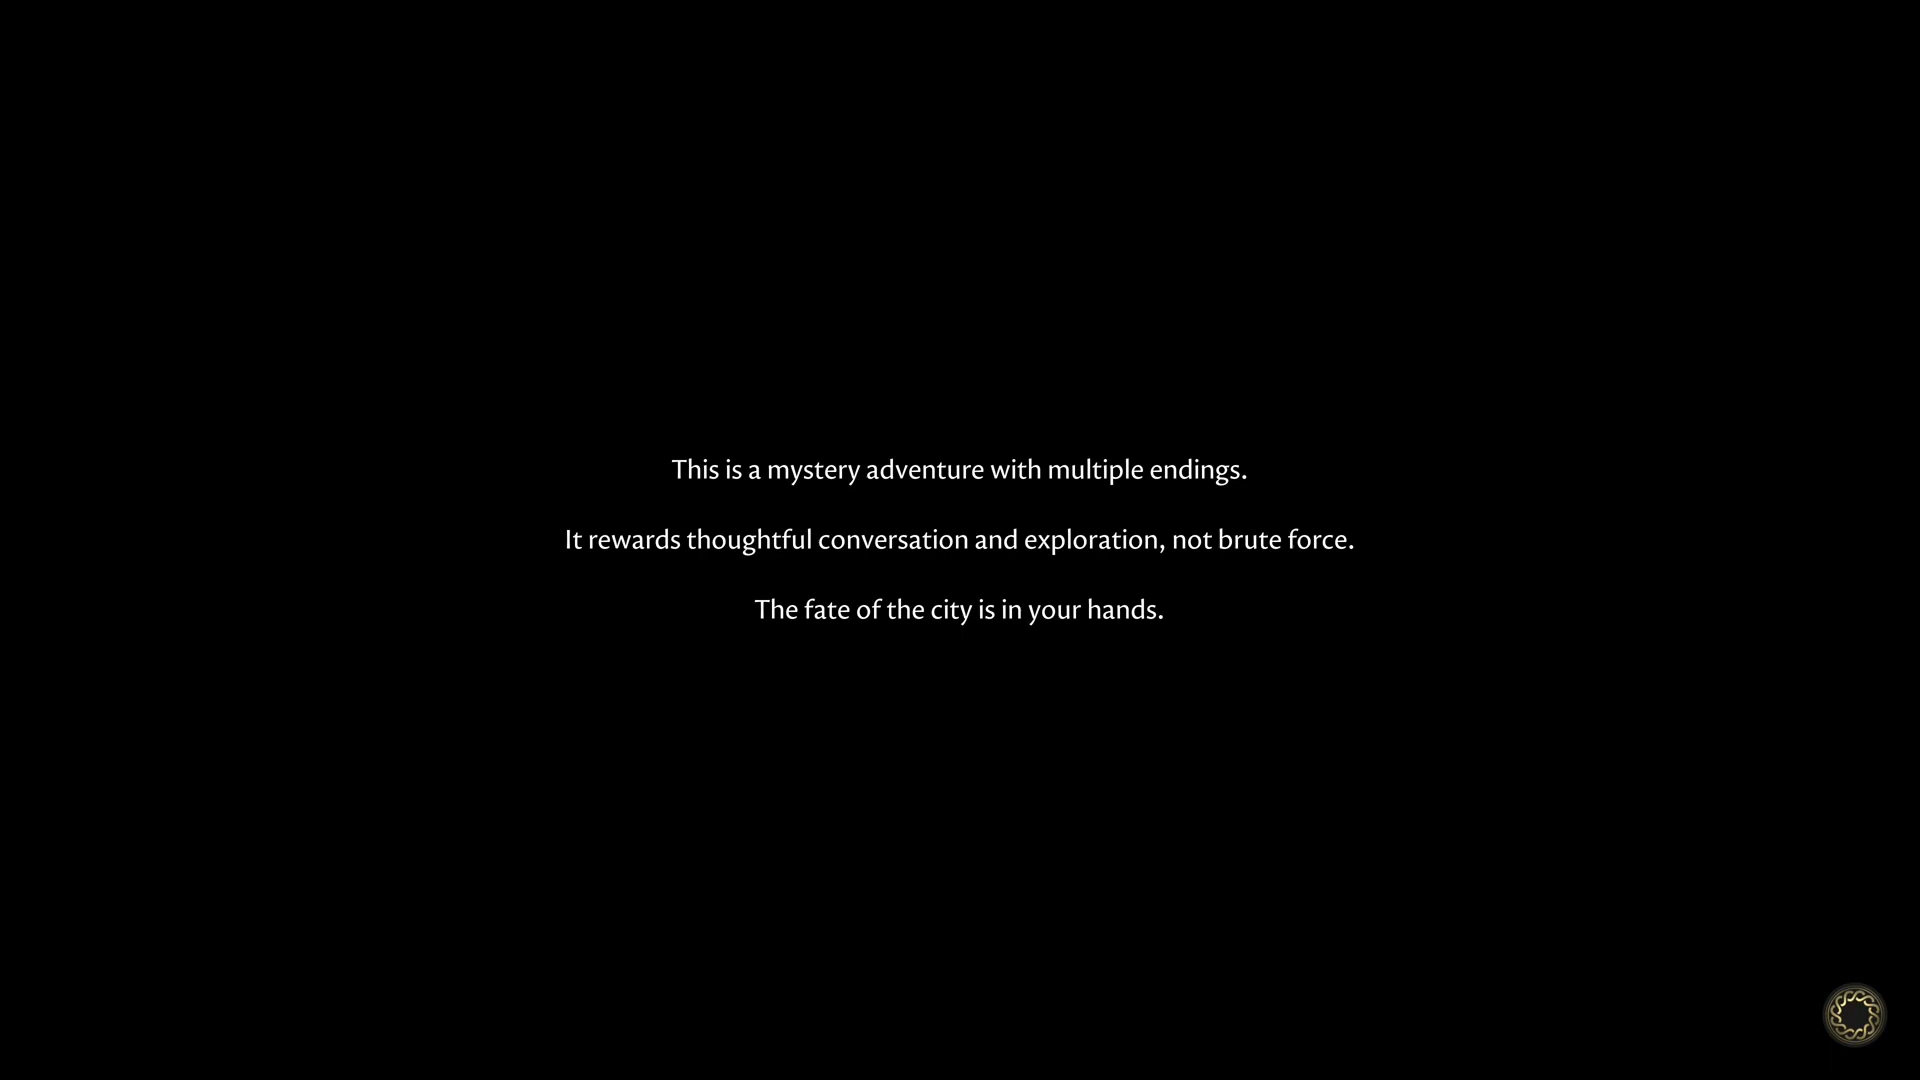 This is a mystery adventure with multiple endings.
It rewards thoughtful conversation and exploration, not brute force.
The fate of the city is in your hands.